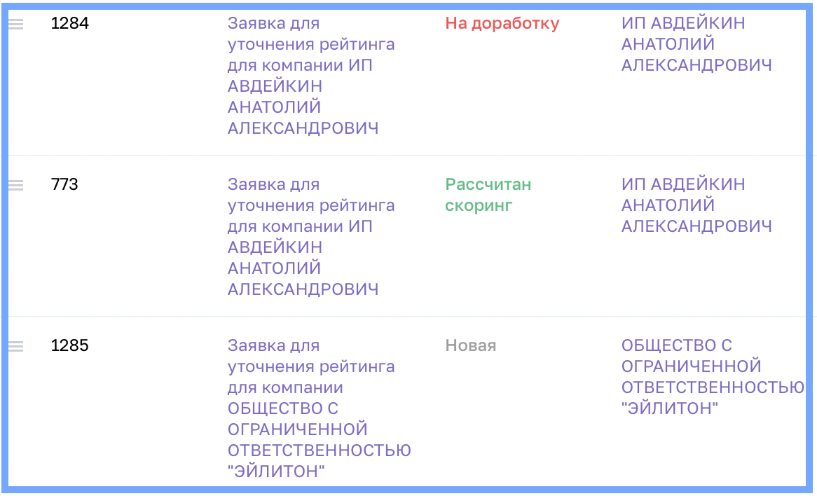 1284
Заявка для
уточнения рейтинга
для компании ИП
АВДЕЙКИН
АНАТОЛИЙ
АЛЕКСАНДРОВИЧ
На доработку
ИП АВДЕЙКИН
АНАТОЛИЙ
АЛЕКСАНДРОВИЧ
773
Заявка для
уточнения рейтинга
для компании ИП
АВДЕЙКИН
АНАТОЛИЙ
АЛЕКСАНДРОВИЧ
Рассчитан
скоринг
ИП АВДЕЙКИН
АНАТОЛИЙ
АЛЕКСАНДРОВИЧ
1285
Заявка для
уточнения рейтинга
для компании
ОБЩЕСТВО С
ОГРАНИЧЕННОЙ
ОТВЕТСТВЕННОСТЬЮ
"ЭЙЛИТОН"
Новая
ОБЩЕСТВО С
ОГРАНИЧЕННОЙ
ОТВЕТСТВЕННОСТЬЮ
"ЭЙЛИТОН"